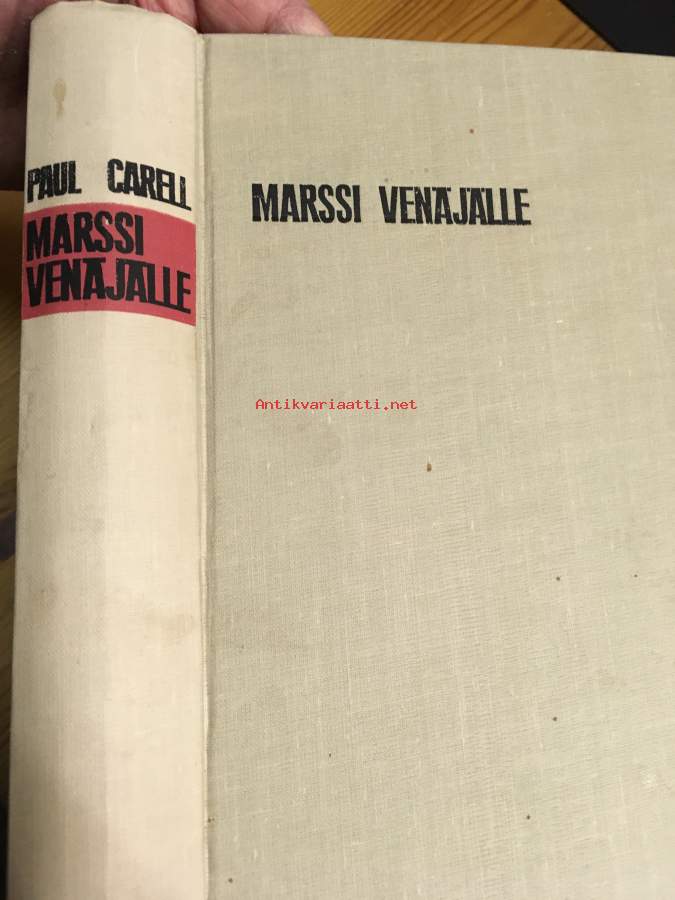 PAUL CARELL
MARSSI
VENÄJÄLLE
MARSSI VENÄJÄLLE
Antikvariaatti.net